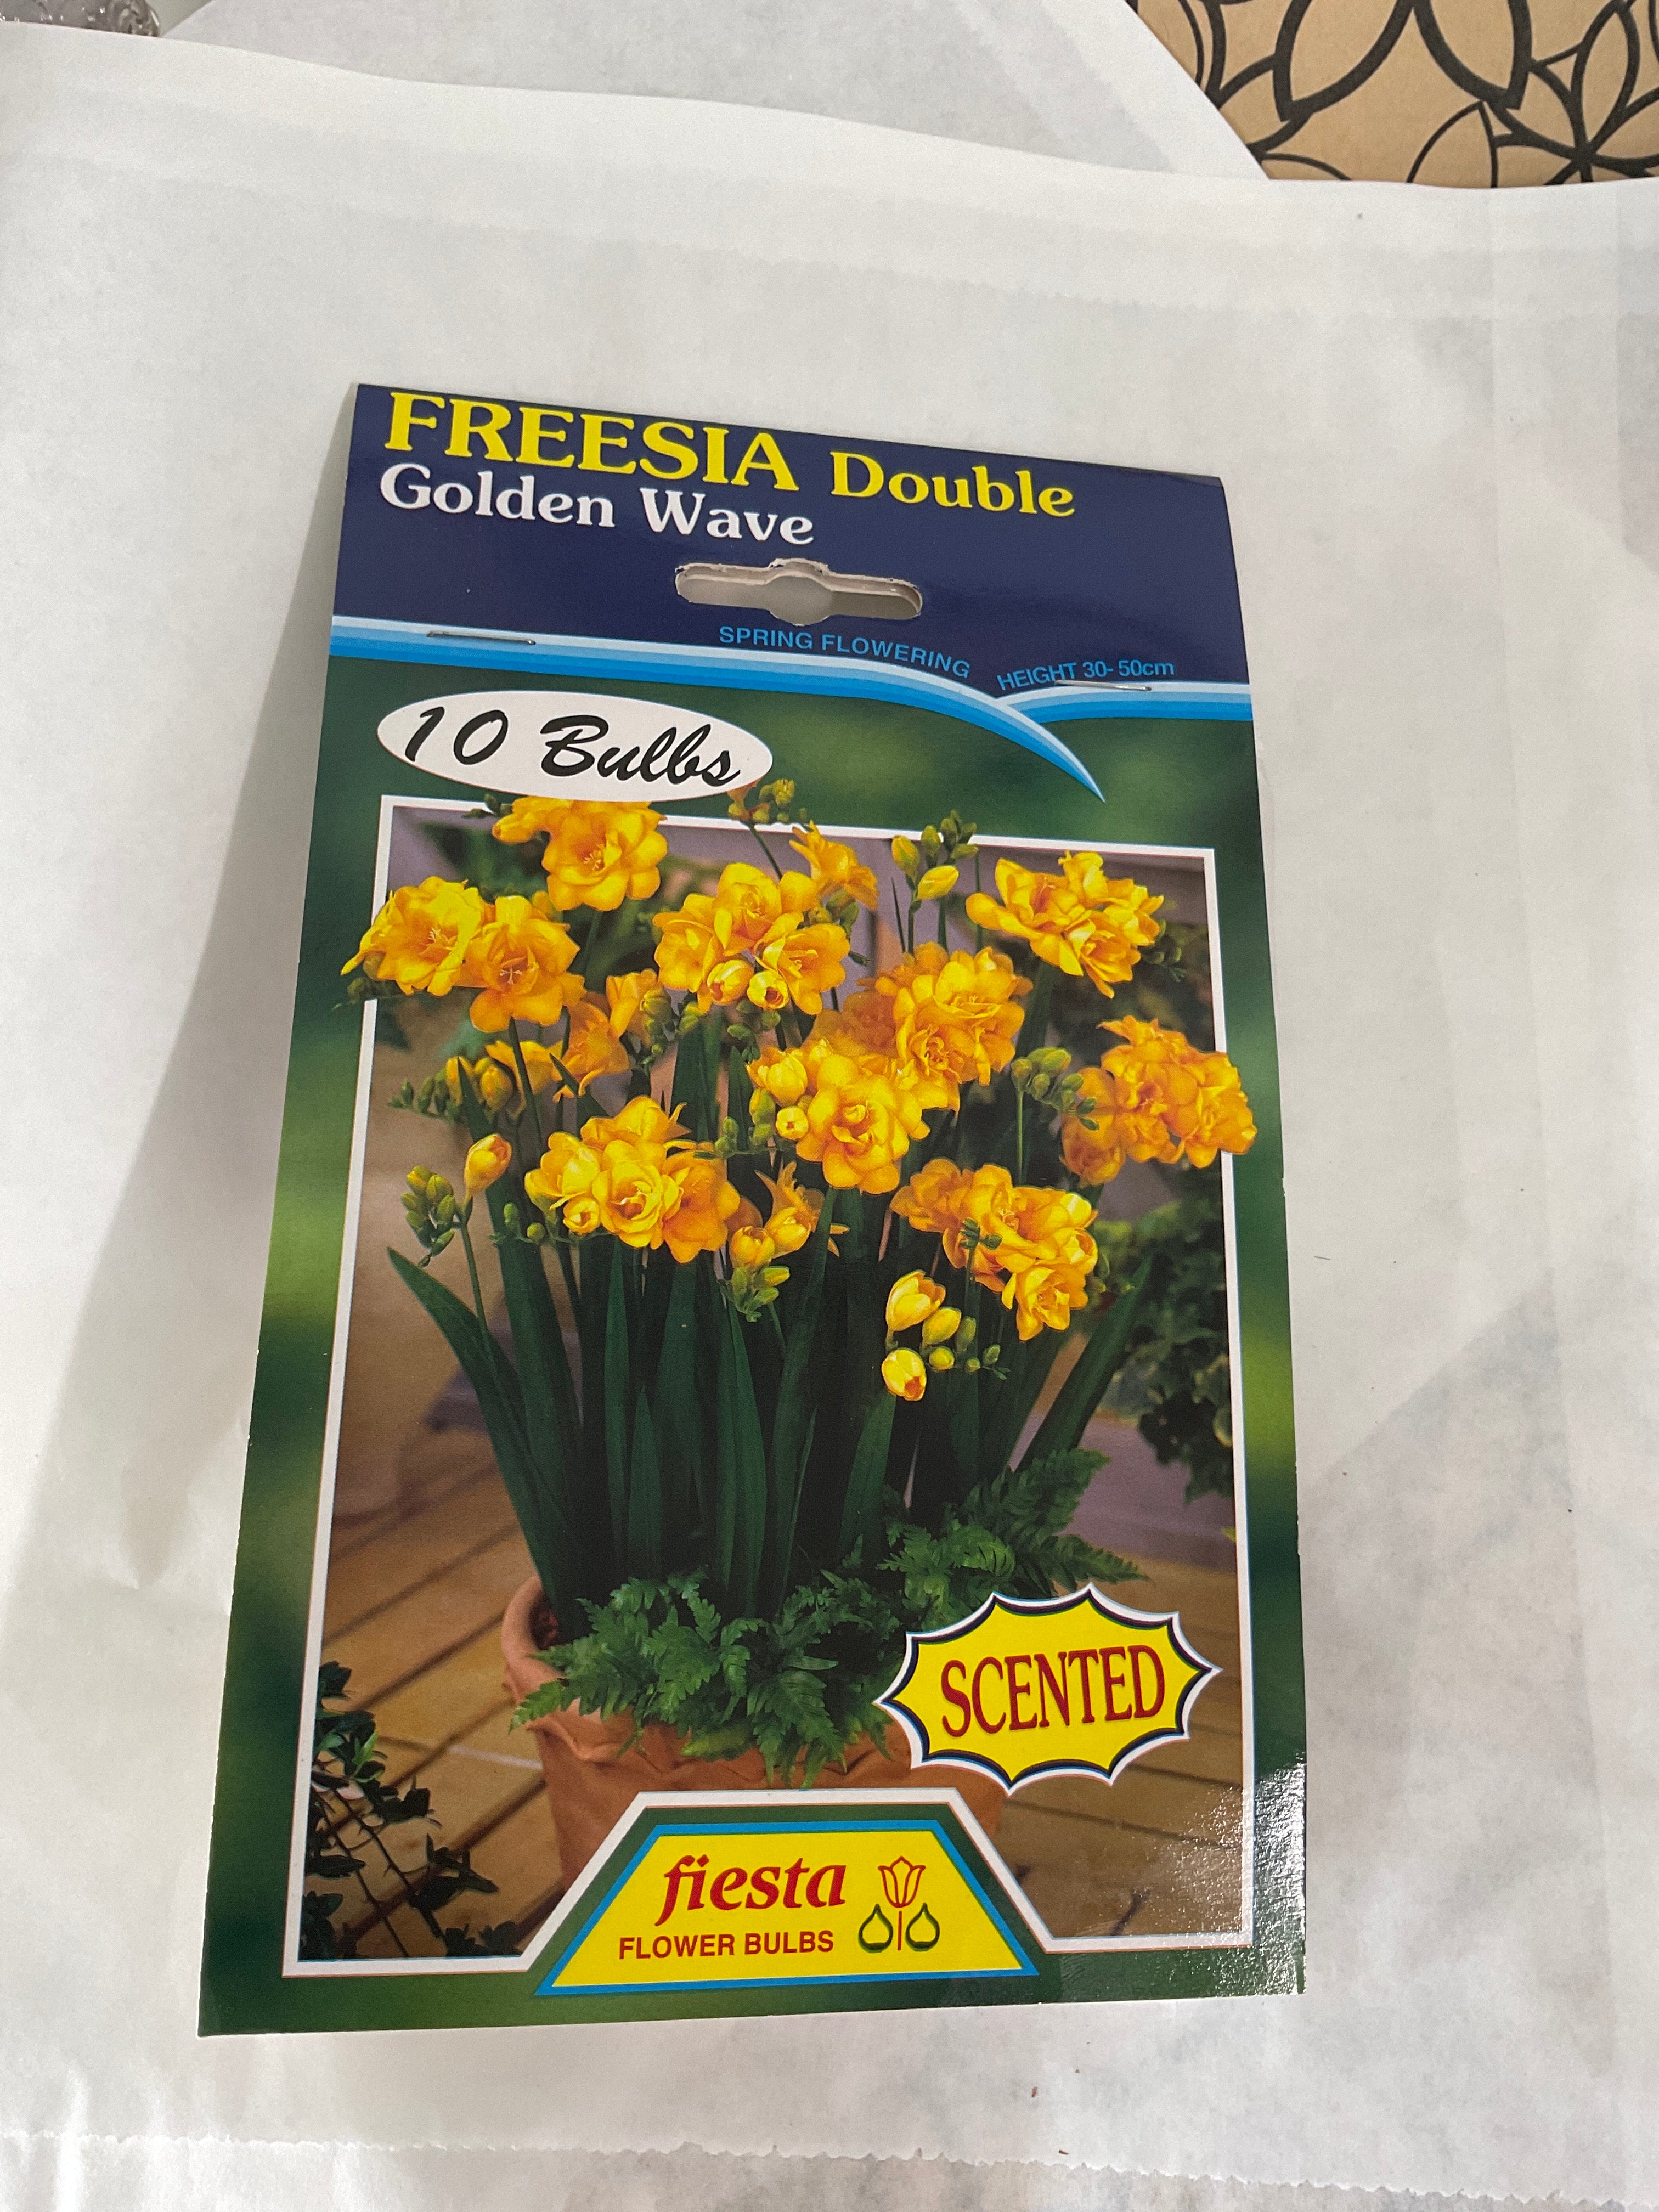 FREESIA Double
Golden Wave
SPRING FLOWERING
HEIGHT 30-50cm
10 Bulbs
SCENTED
fiesta
FLOWER BULBS